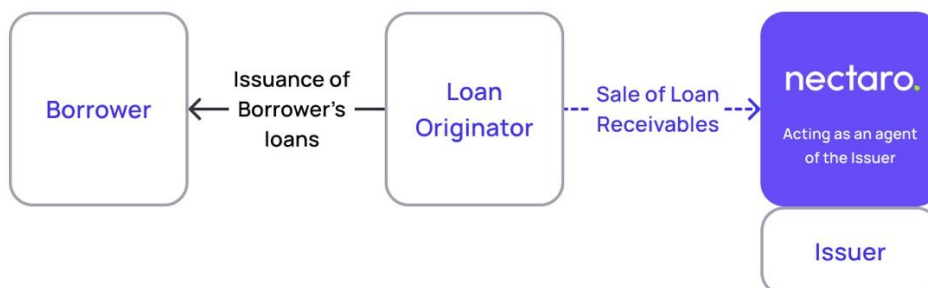 Borrower
Issuance of
Borrower's
loans
Loan
Originator
Sale of Loan
Receivables
nectaro.
Acting as an agent
of the Issuer
Issuer